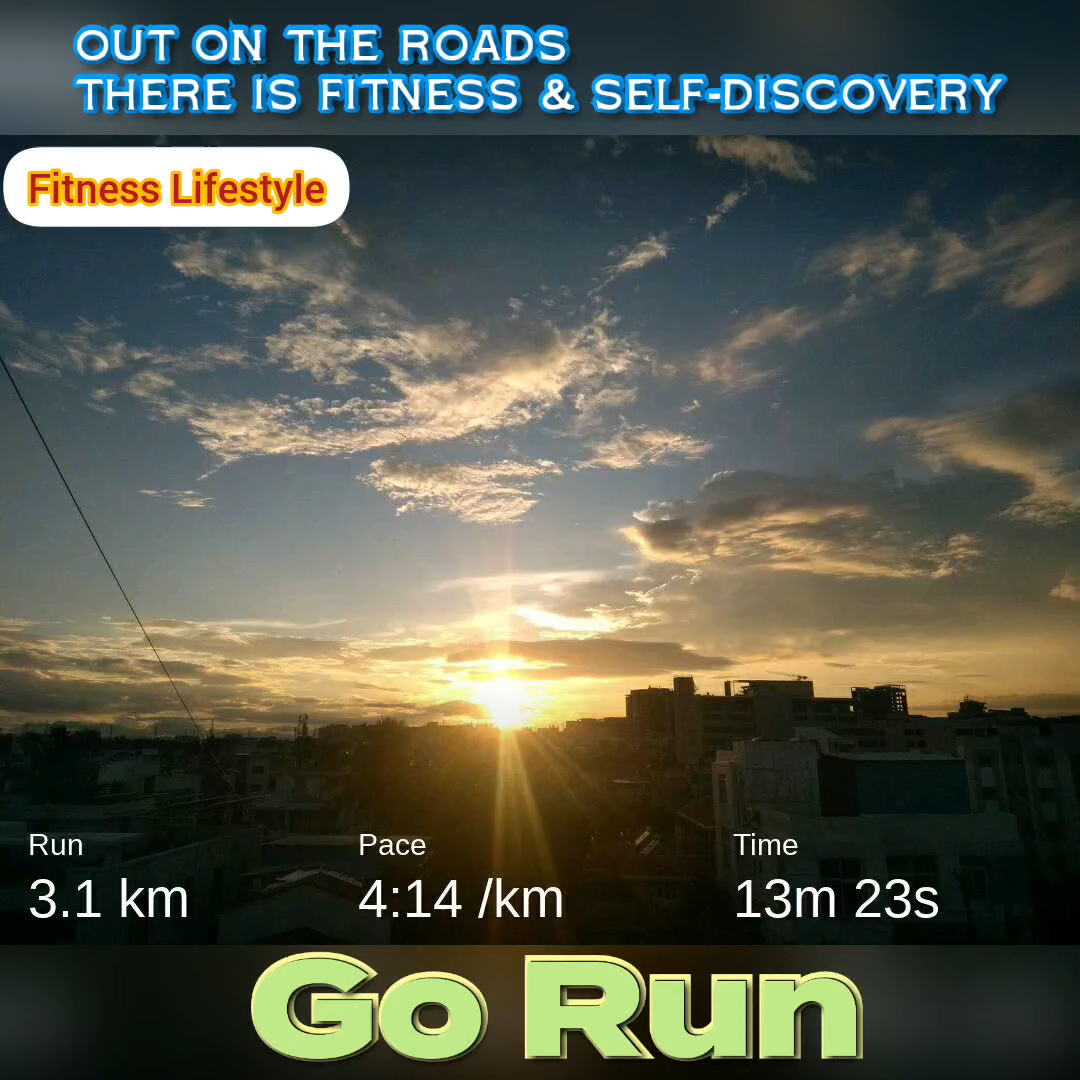 OUT ON THE ROADS
THERE IS FITNESS & SELF-DISCOVERY
Fitness Lifestyle
Run
Pace
Time
3.1 km
4:14 /km
13m 23s
Go Run